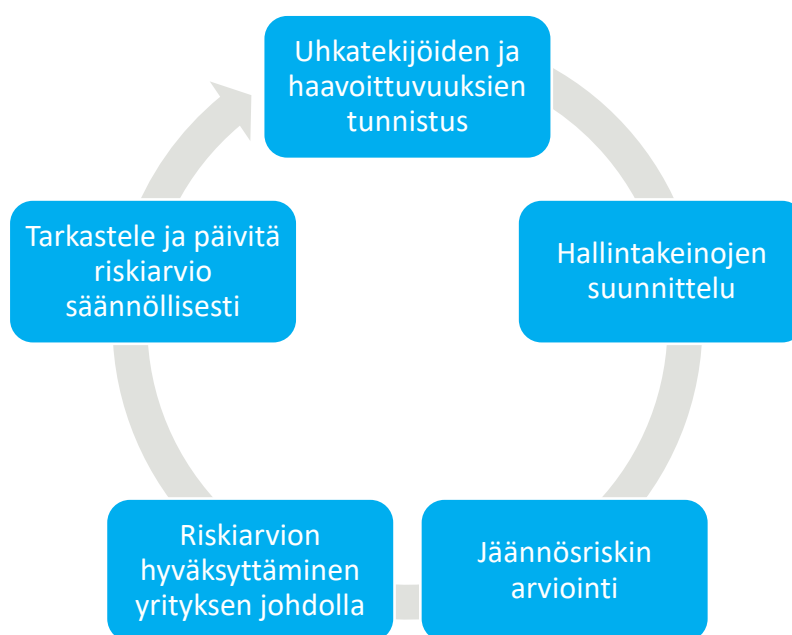 Uhkatekijöiden ja
haavoittuvuuksien
tunnistus
Hallintakeinojen
suunnittelu
Jäännösriskin
arviointi
Riskiarvion
hyväksyttäminen
yrityksen johdolla
Tarkastele ja päivitä
riskiarvio
säännöllisesti